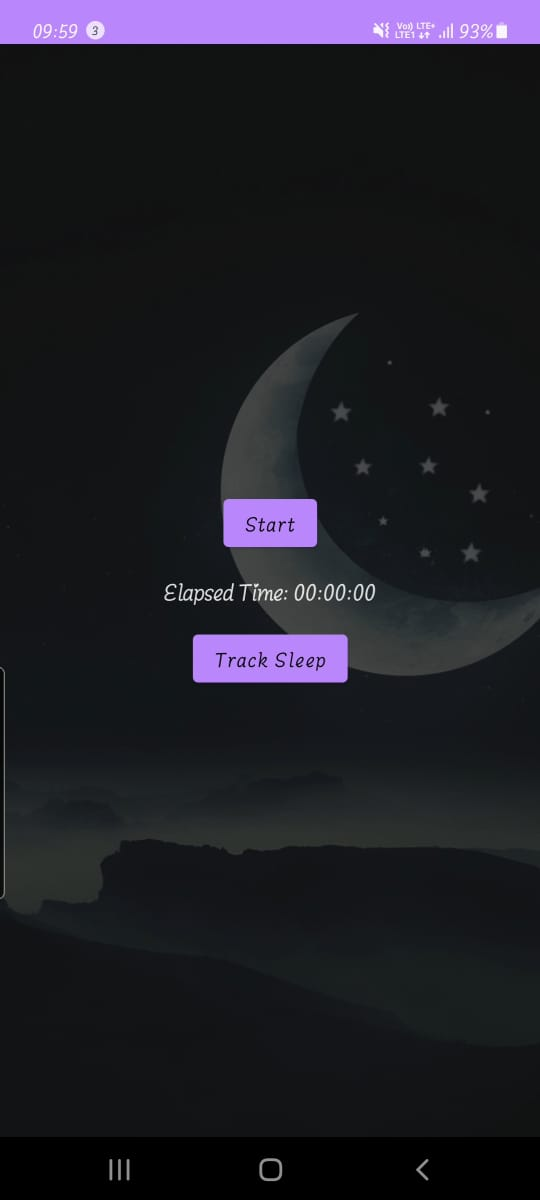 09:59 3 Vo) LTE+ LTE1 ↓↑ 93%
Start
Elapsed Time: 00:00:00
Track Sleep